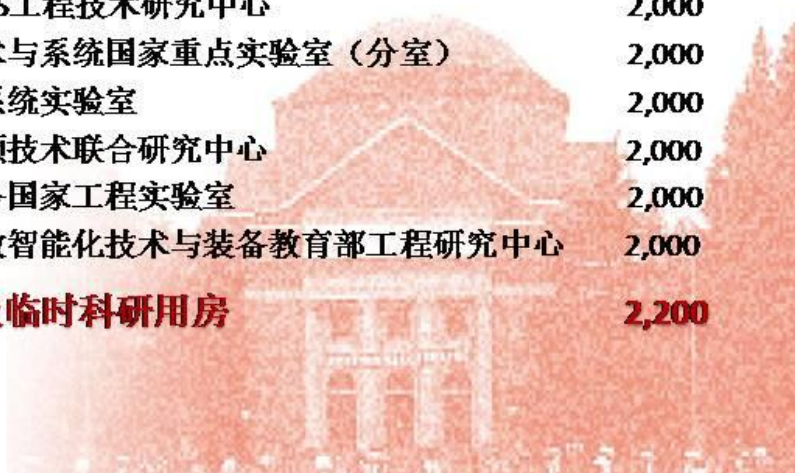 S工程技术研究中心 2,000
术与系统国家重点实验室（分室） 2,000
系统实验室 2,000
技术联合研究中心 2,000
国家工程实验室 2,000
智能化技术与装备教育部工程研究中心 2,000
临时科研用房 2,200